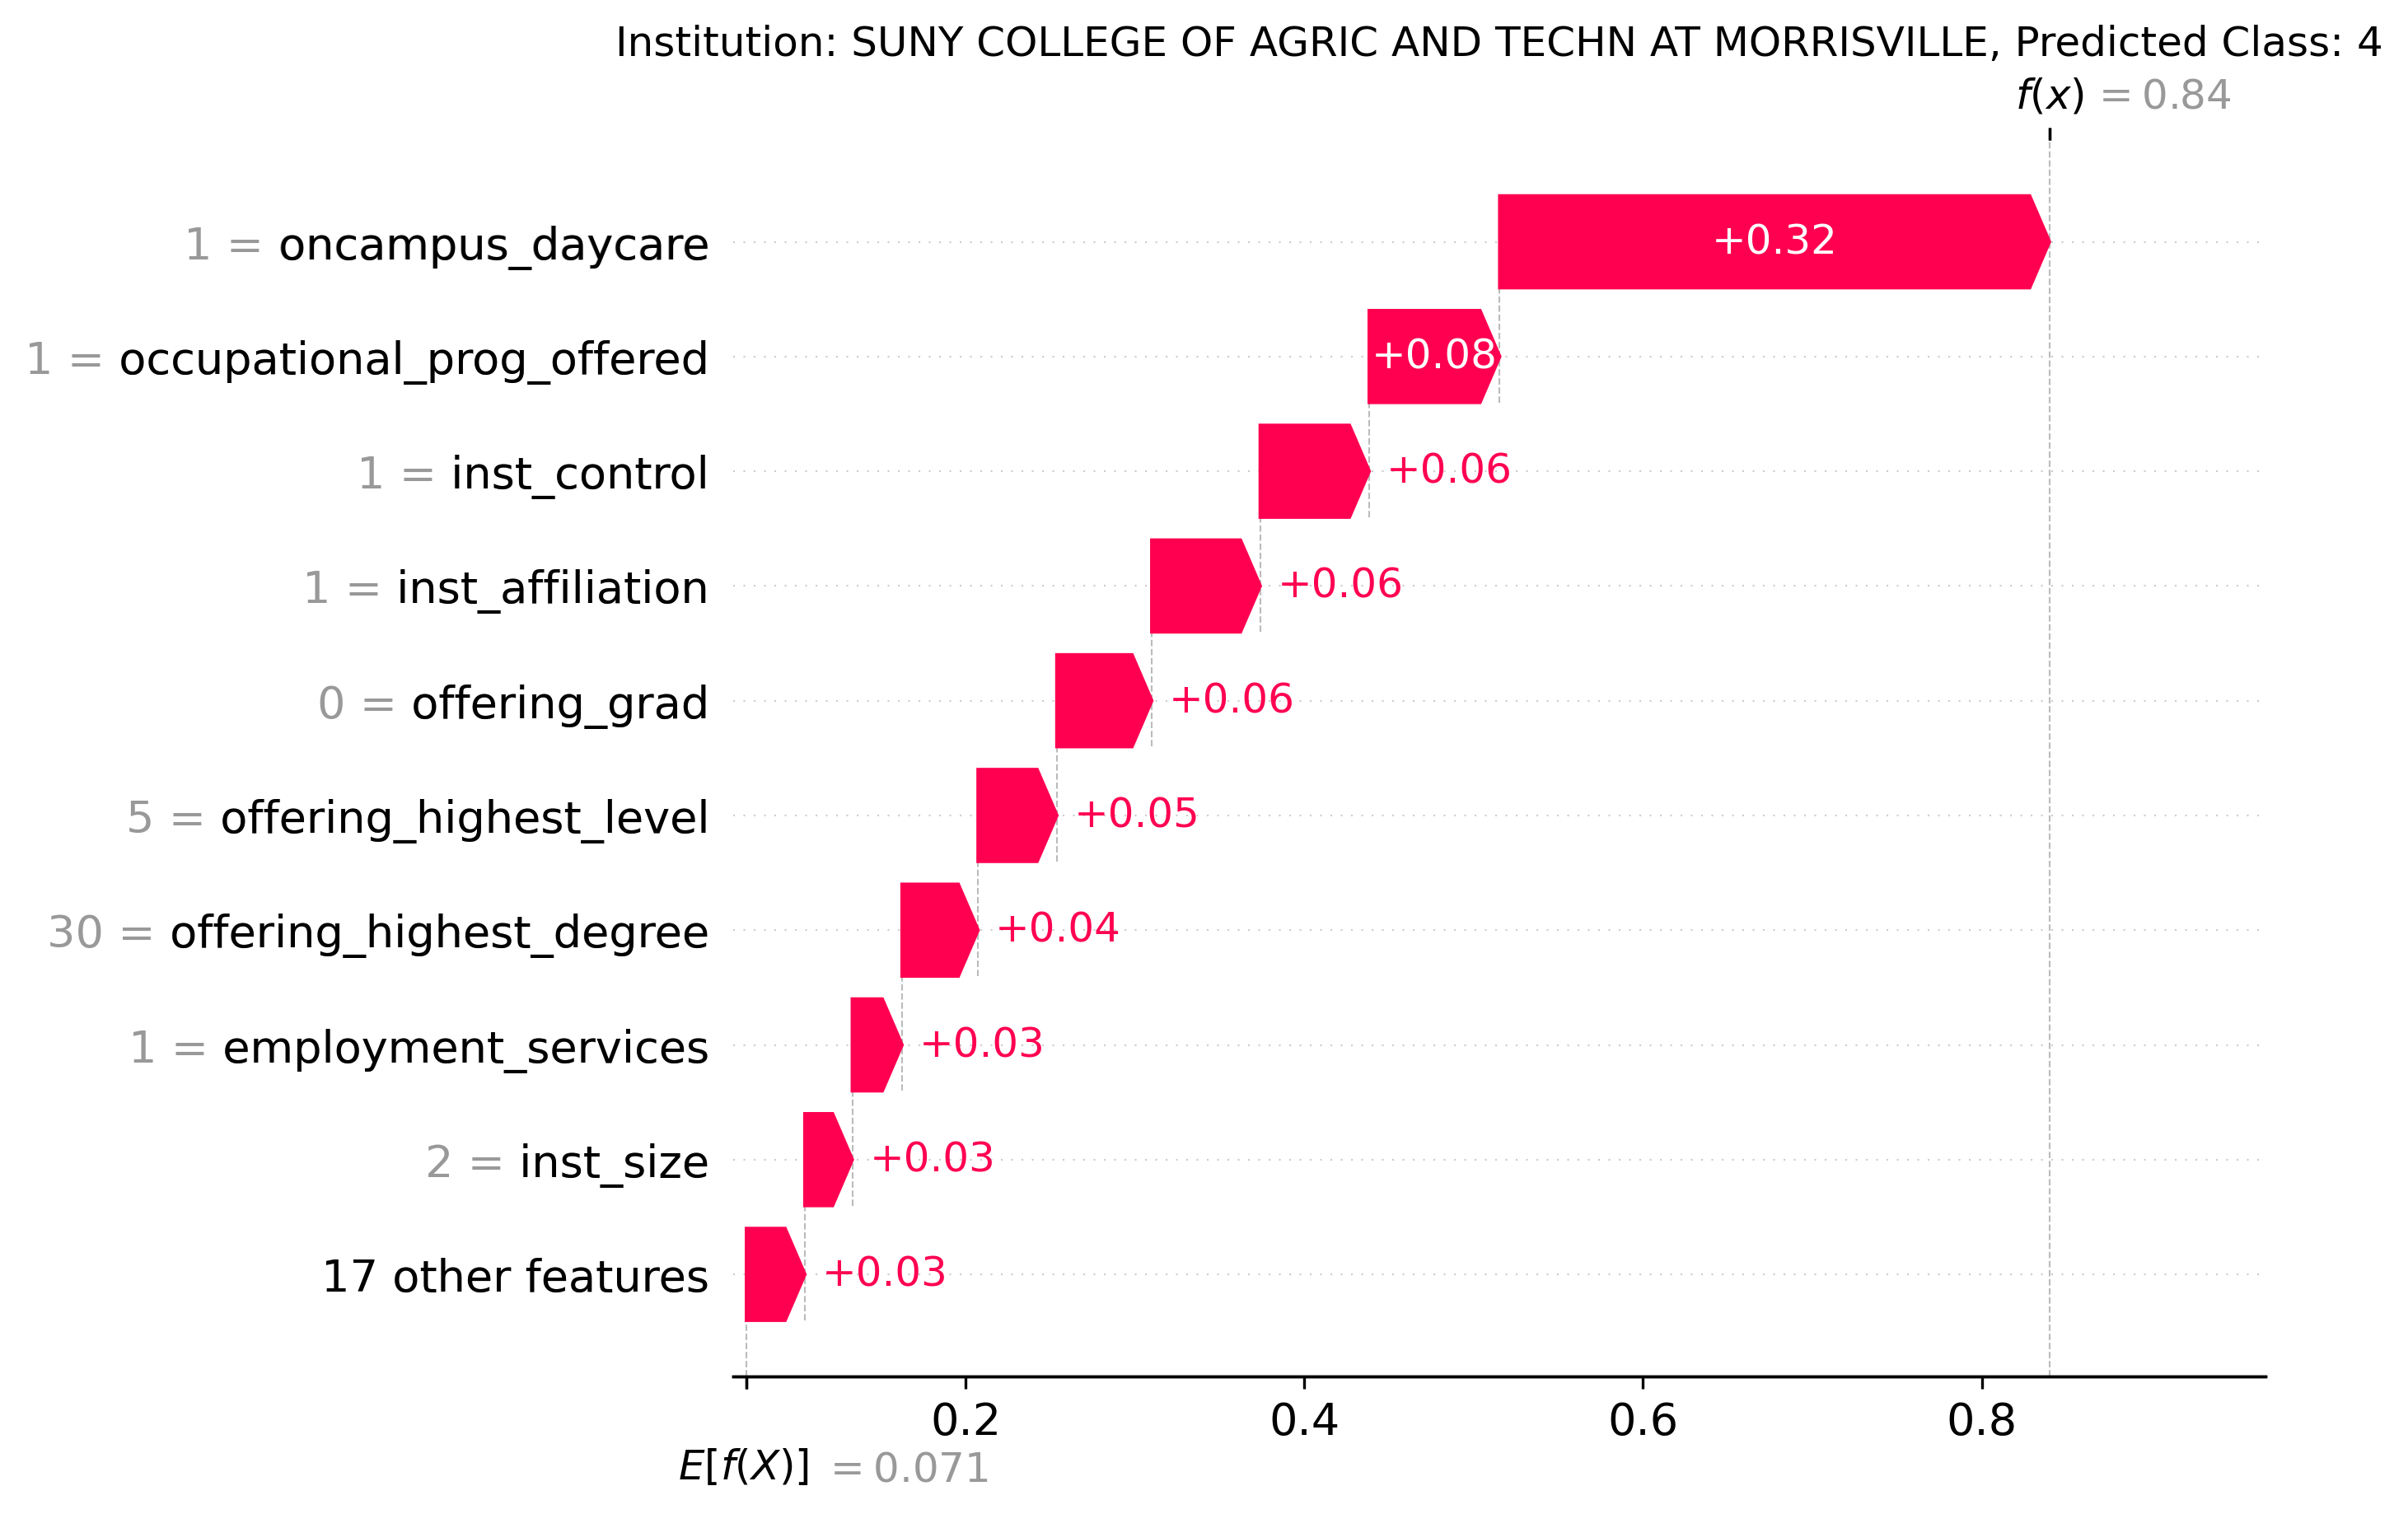 Institution: SUNY COLLEGE OF AGRIC AND TECHN AT MORRISVILLE, Predicted Class: 4
f(x) = 0.84
1 = oncampus_daycare +0.32
1 = occupational_prog_offered +0.08
1 = inst_control +0.06
1 = inst_affiliation +0.06
0 = offering_grad +0.06
5 = offering_highest_level +0.05
30 = offering_highest_degree +0.04
1 = employment_services +0.03
2 = inst_size +0.03
17 other features +0.03
0.2 0.4 0.6 0.8
E[f(X)] = 0.071